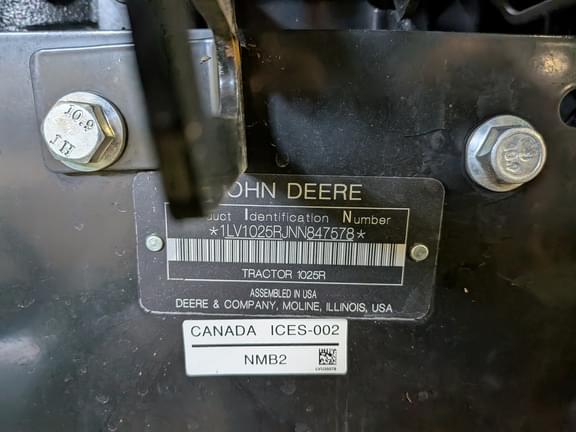 10.9
JH
OHN DEERE
duct Identification Number
*1LV1025RJNN847578*
TRACTOR 1025R
ASSEMBLED IN USA
DEERE & COMPANY, MOLINE, ILLINOIS, USA
CANADA ICES-002
NMB2